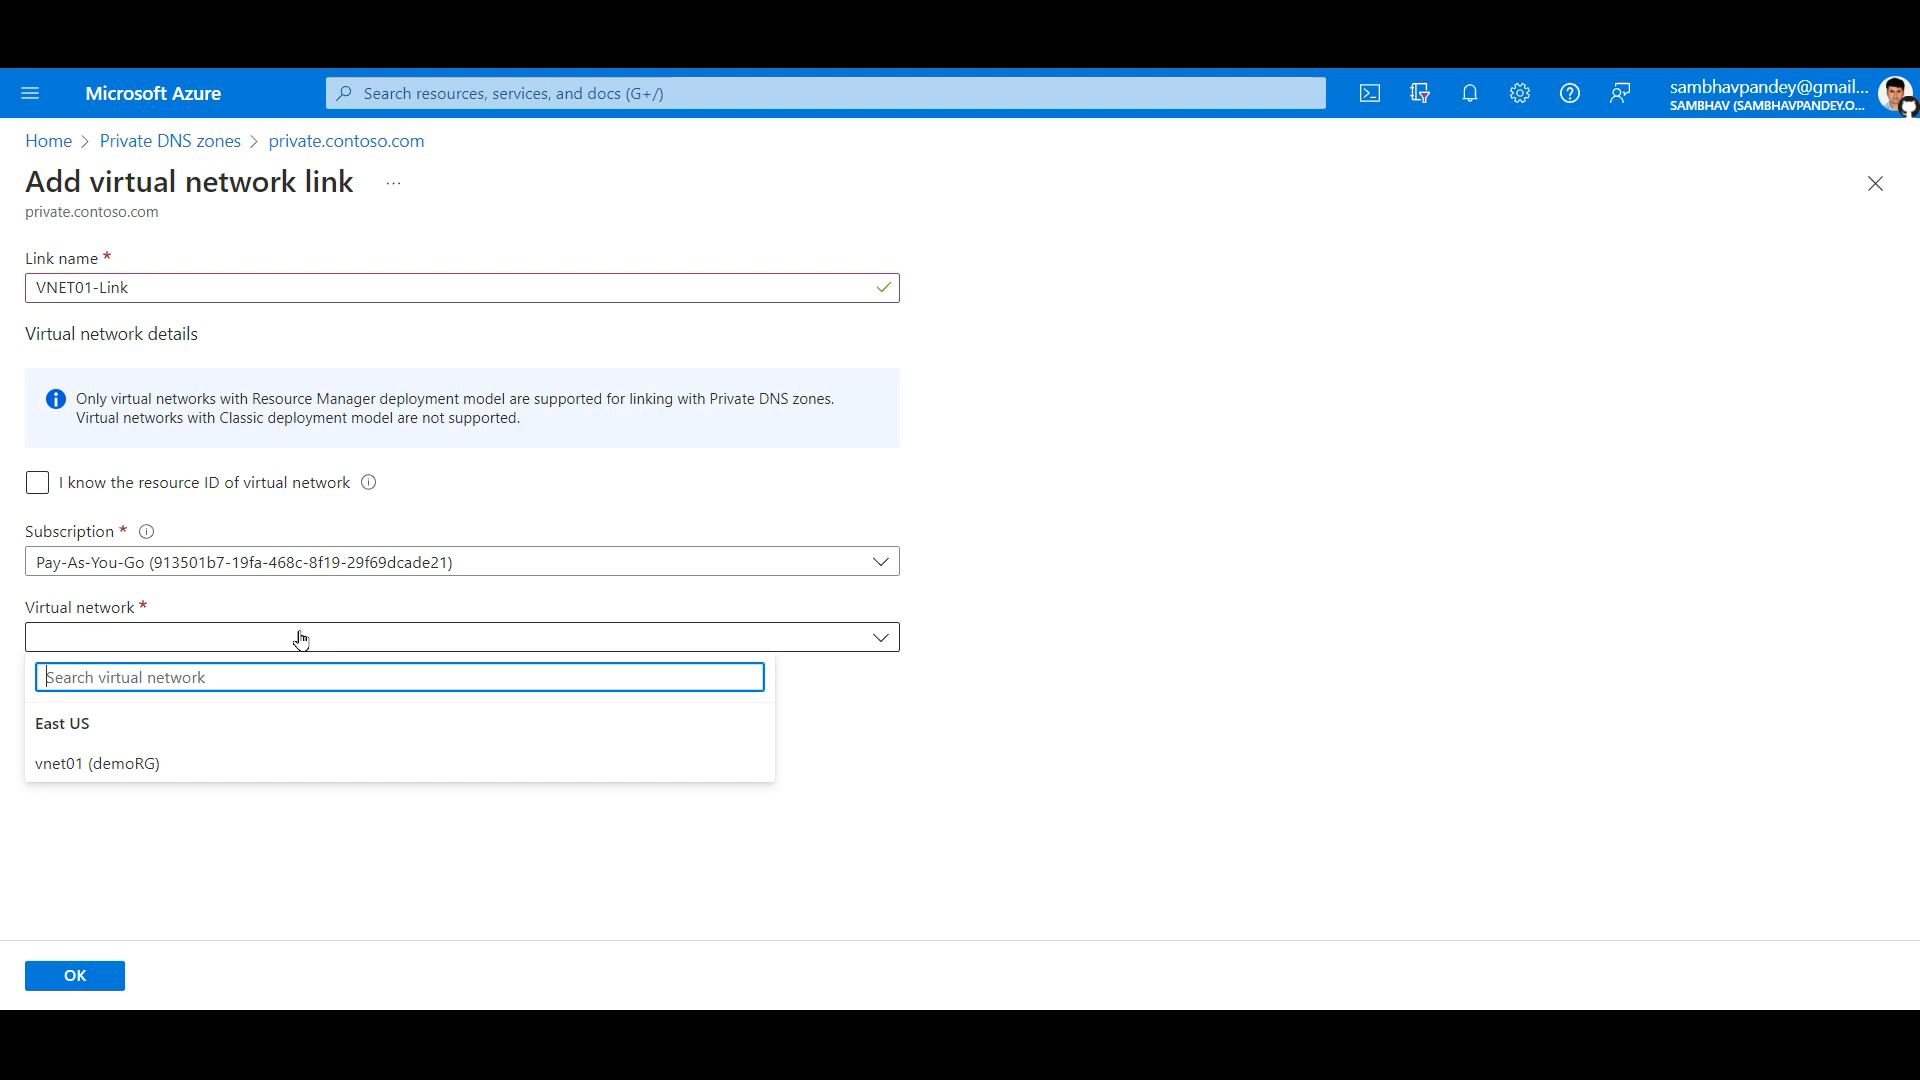 Microsoft Azure
Search resources, services, and docs (G+/)
sambhavpandey@gmail...
SAMBHAV (SAMBHAVPANDEY.O...
Home > Private DNS zones > private.contoso.com
Add virtual network link ...
private.contoso.com
Link name *
VNET01-Link
Virtual network details
Only virtual networks with Resource Manager deployment model are supported for linking with Private DNS zones.
Virtual networks with Classic deployment model are not supported.
I know the resource ID of virtual network
Subscription *
Pay-As-You-Go (913501b7-19fa-468c-8f19-29f69dcade21)
Virtual network *
Search virtual network
East US
vnet01 (demoRG)
OK